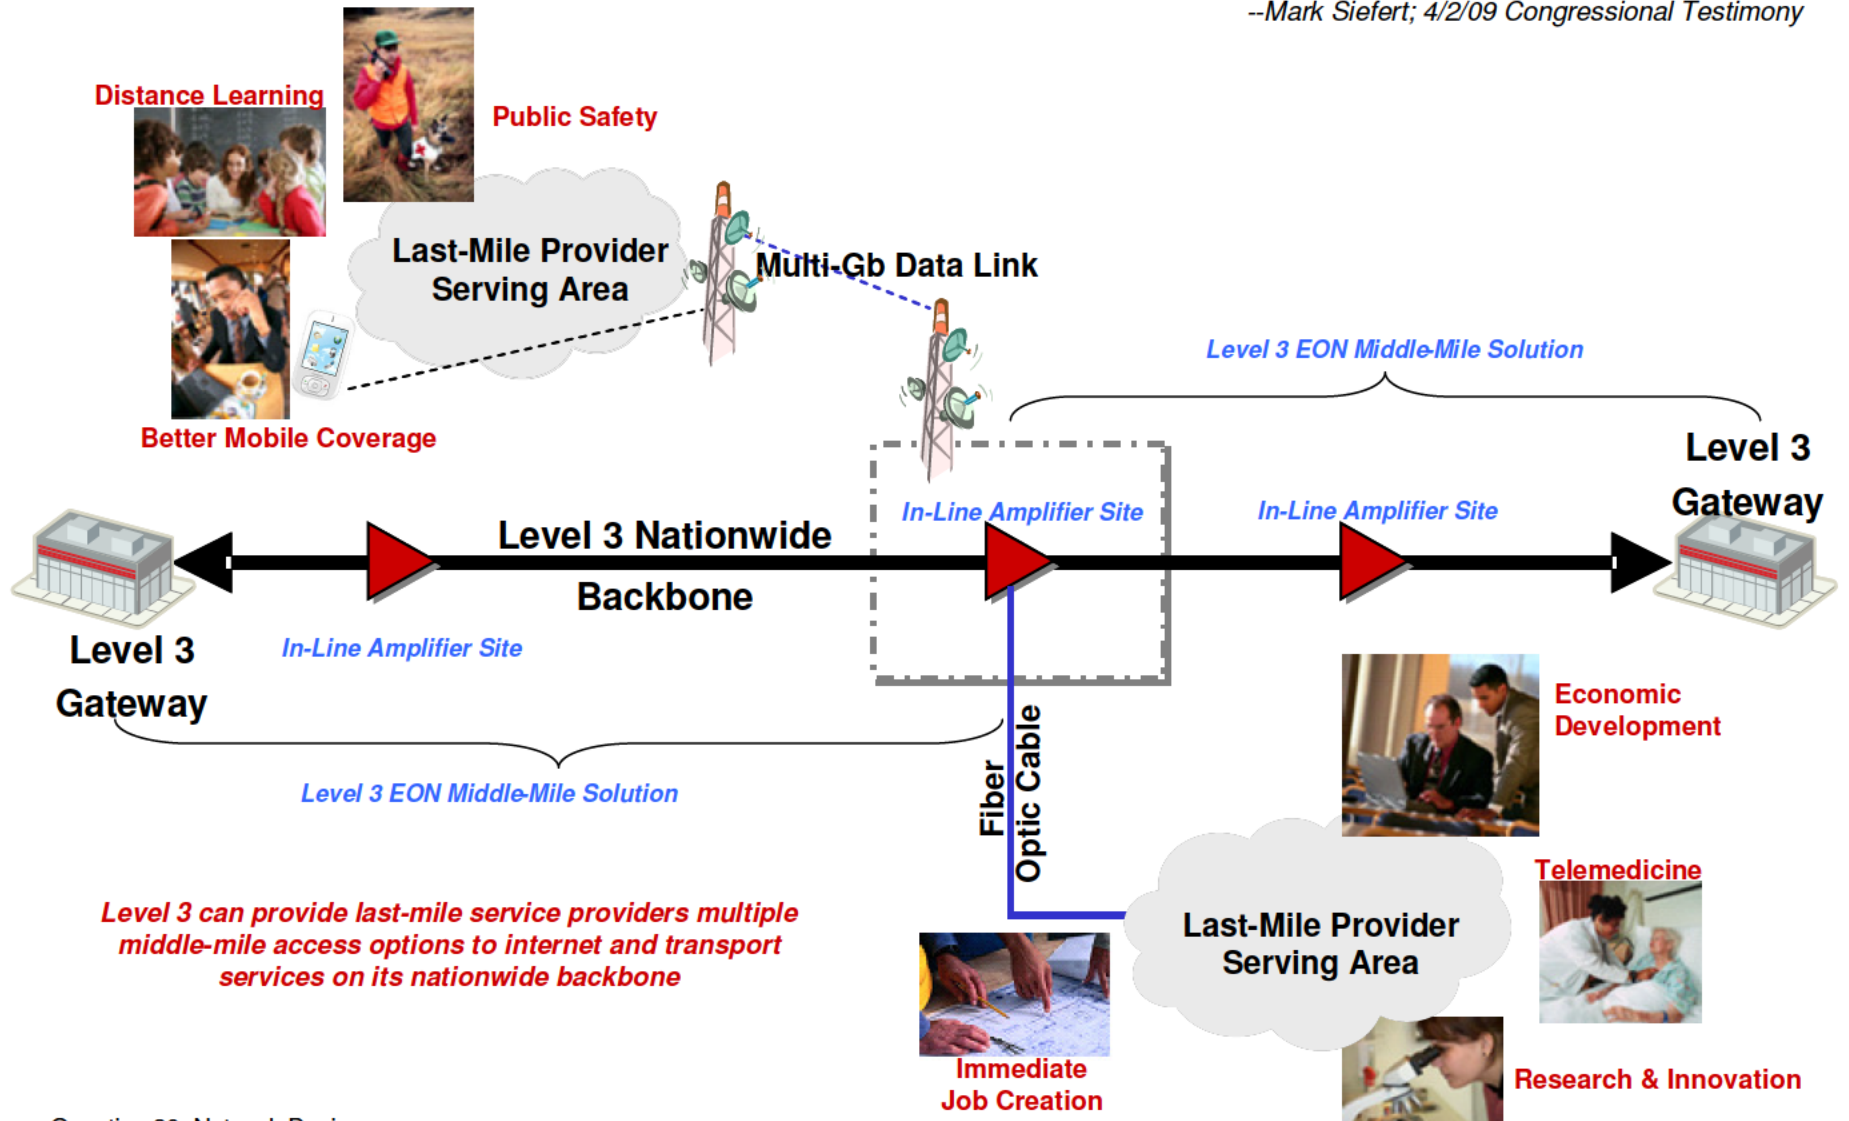 --Mark Siefert; 4/2/09 Congressional Testimony
Distance Learning
Public Safety
Last-Mile Provider
Serving Area
Multi-Gb Data Link
Better Mobile Coverage
Level 3 EON Middle-Mile Solution
Level 3
Gateway
In-Line Amplifier Site
In-Line Amplifier Site
Level 3 Nationwide
Backbone
Level 3
Gateway
In-Line Amplifier Site
Level 3 EON Middle-Mile Solution
Fiber
Optic Cable
Economic
Development
Telemedicine
Level 3 can provide last-mile service providers multiple
middle-mile access options to internet and transport
services on its nationwide backbone
Last-Mile Provider
Serving Area
Immediate
Job Creation
Research & Innovation